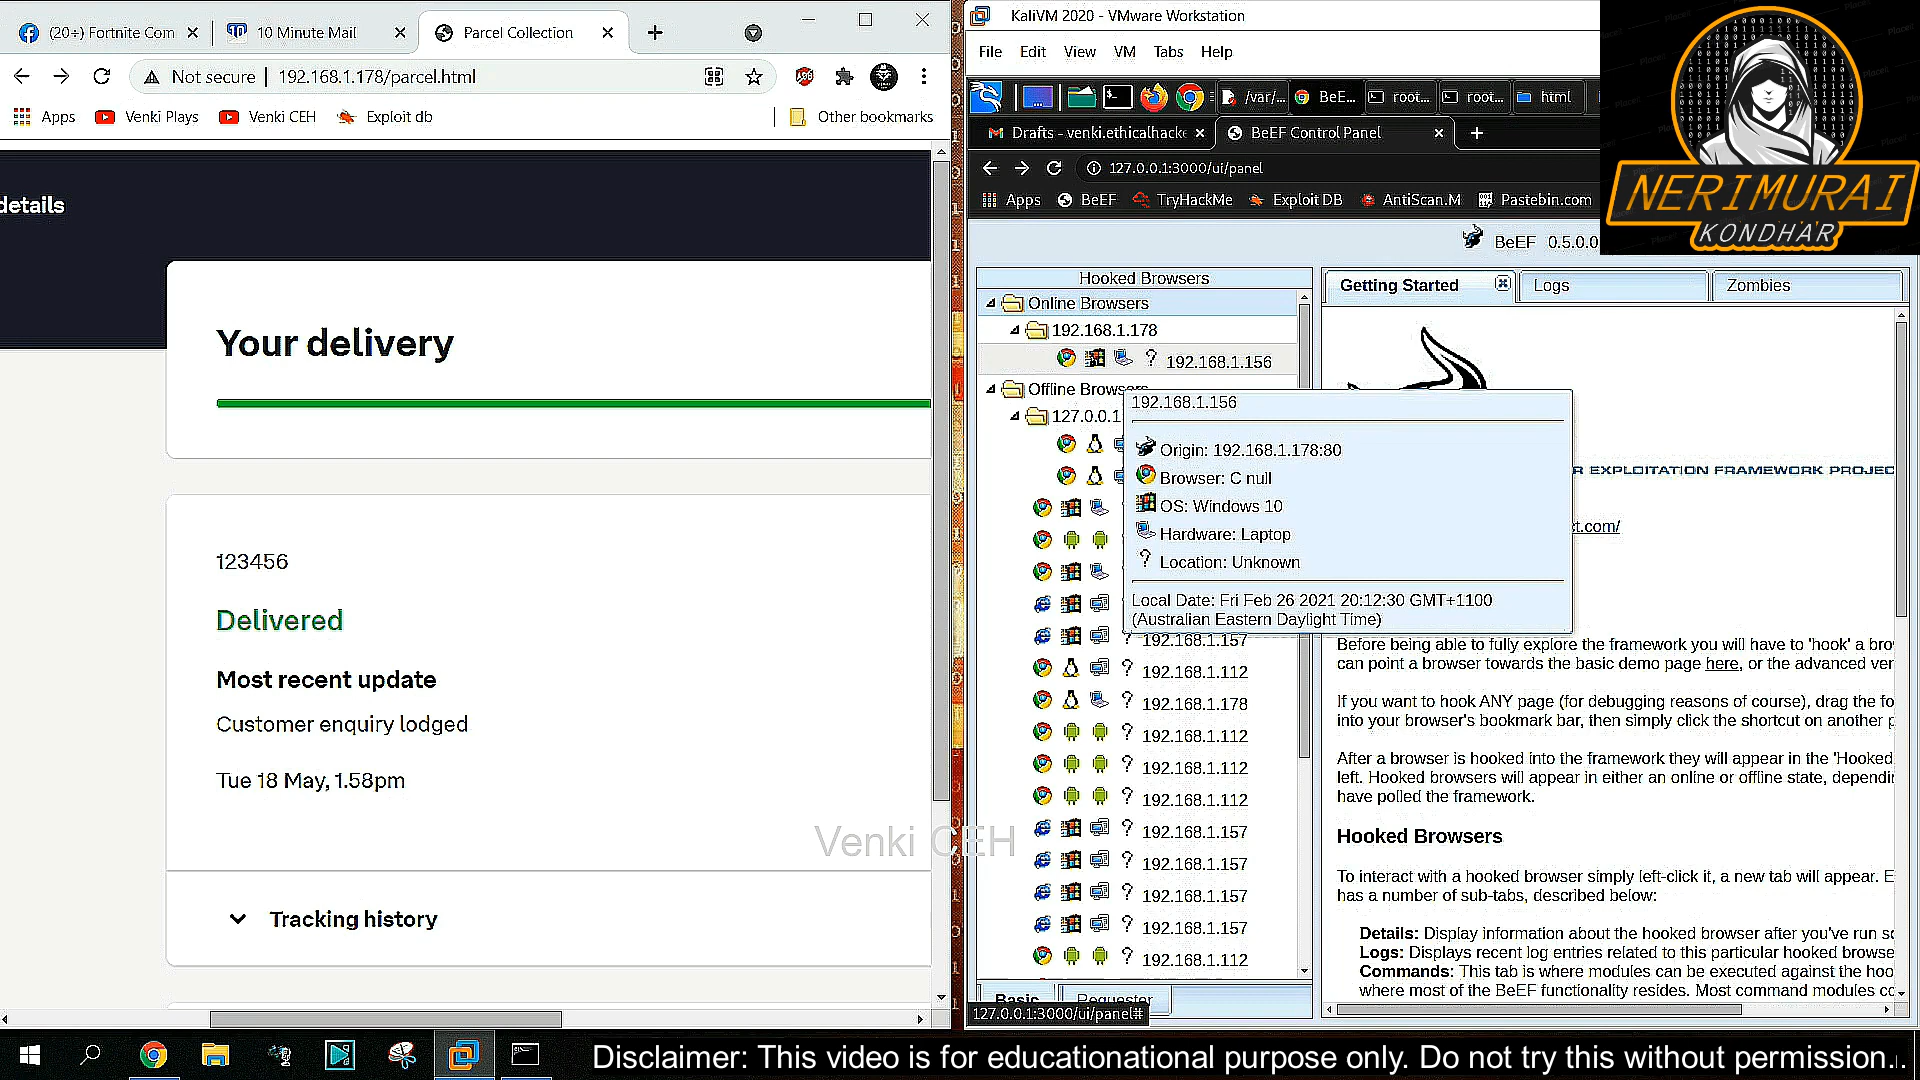 (20+) Fortnite Com
10 Minute Mail
Parcel Collection
Not secure | 192.168.1.178/parcel.html
Apps
Venki Plays
Venki CEH
Exploit db
Other bookmarks
details
Your delivery
123456
Delivered
Most recent update
Customer enquiry lodged
Tue 18 May, 1.58pm
Tracking history
Venki CEH
KaliVM 2020 - VMware Workstation
File Edit View VM Tabs Help
/var/... BeE... root... root... html
Drafts - venki.ethicalhacke
BeEF Control Panel
127.0.0.1:3000/ui/panel
Apps BeEF TryHackMe Exploit DB AntiScan.M Pastebin.com
NERIMURAI
KONDHAR
BeEF 0.5.0.0
Hooked Browsers
Online Browsers
192.168.1.178
192.168.1.156
Offline Browsers
127.0.0.1
192.168.1.157
192.168.1.112
192.168.1.178
192.168.1.112
192.168.1.112
192.168.1.112
192.168.1.157
192.168.1.157
192.168.1.157
192.168.1.157
192.168.1.112
Basic
Requester
127.0.0.1:3000/ui/panel#
192.168.1.156
Origin: 192.168.1.178:80
Browser: C null
OS: Windows 10
Hardware: Laptop
Location: Unknown
Local Date: Fri Feb 26 2021 20:12:30 GMT+1100
(Australian Eastern Daylight Time)
Getting Started
Logs
Zombies
R EXPLOITATION FRAMEWORK PROJEC
ct.com/
Before being able to fully explore the framework you will have to 'hook' a bro
can point a browser towards the basic demo page here, or the advanced ver
If you want to hook ANY page (for debugging reasons of course), drag the fo
into your browser's bookmark bar, then simply click the shortcut on another p
After a browser is hooked into the framework they will appear in the 'Hooked
left. Hooked browsers will appear in either an online or offline state, dependin
have polled the framework.
Hooked Browsers
To interact with a hooked browser simply left-click it, a new tab will appear. E
has a number of sub-tabs, described below:
Details: Display information about the hooked browser after you've run so
Logs: Displays recent log entries related to this particular hooked browse
Commands: This tab is where modules can be executed against the hoo
where most of the BeEF functionality resides. Most command modules co
Disclaimer: This video is for educationational purpose only. Do not try this without permission...